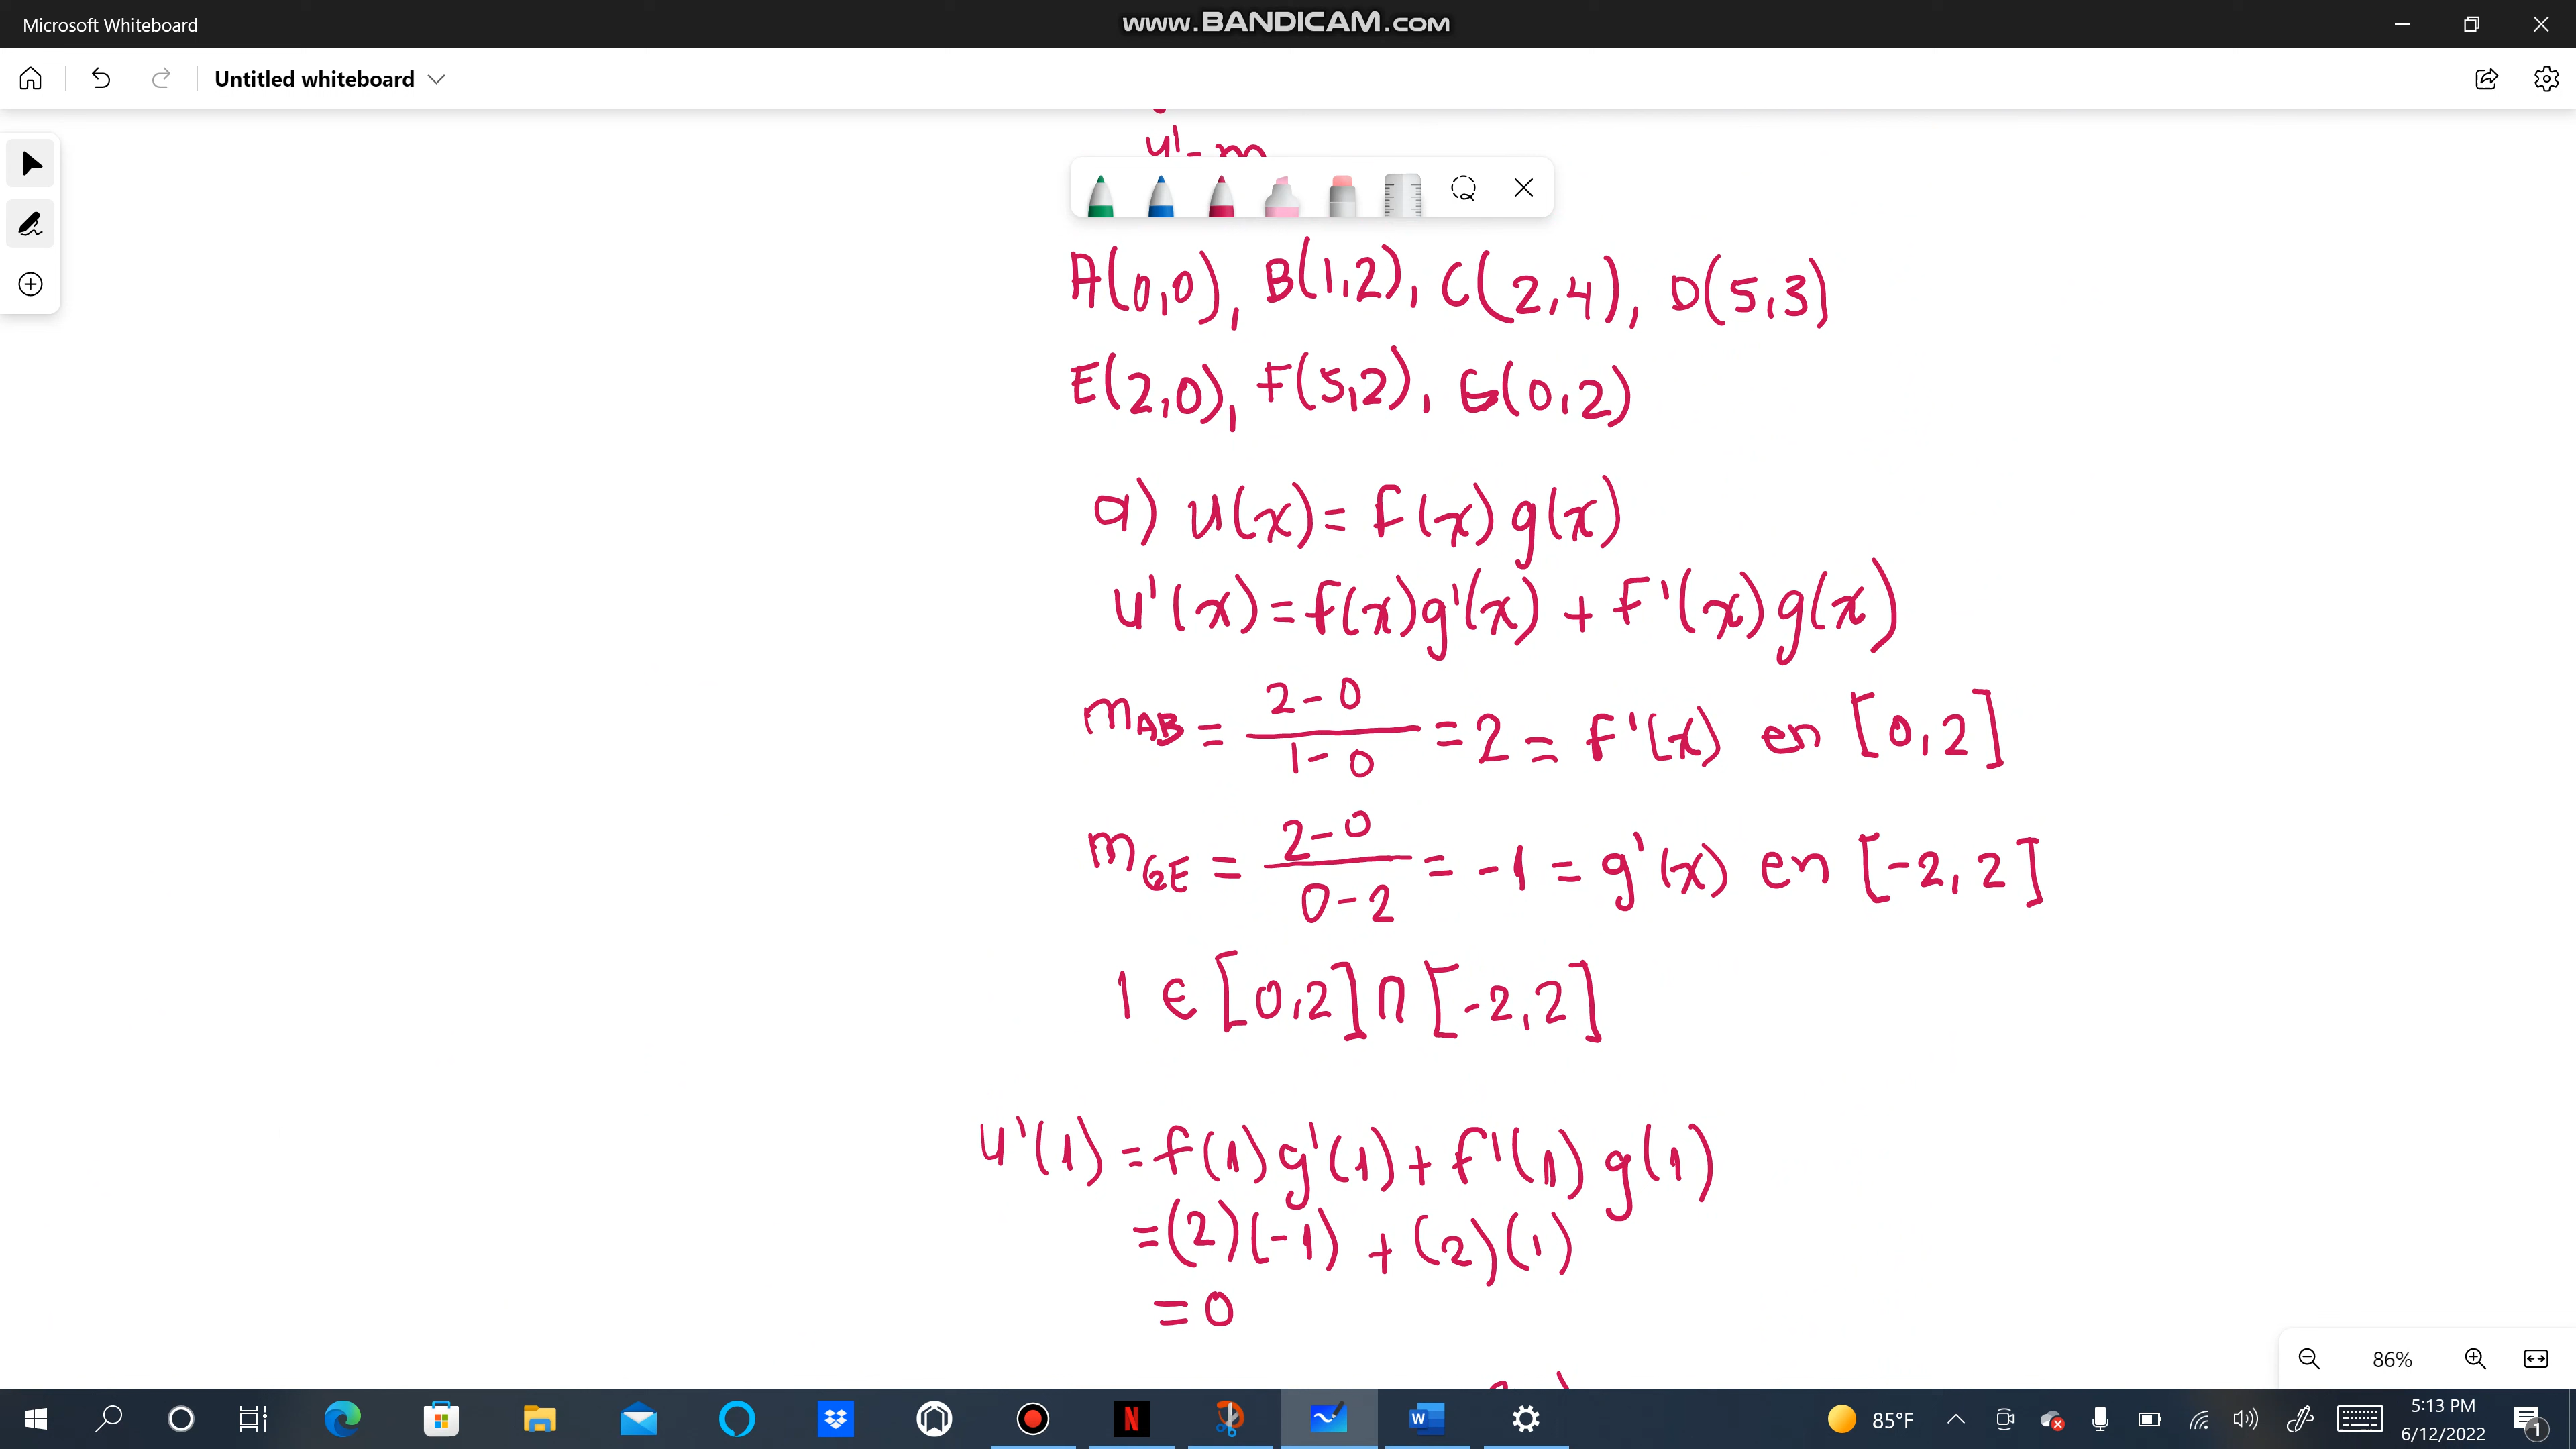 Microsoft Whiteboard
www.BANDICAM.com
Untitled whiteboard
y' = m
A(0,0), B(1,2), C(2,4), D(5,3)
E(2,0), F(5,2), G(0,2)
a) u(x) = f(x) g(x)
u'(x) = f(x) g'(x) + f'(x) g(x)
m_AB = (2-0)/(1-0) = 2 = f'(x) en [0,2]
m_GE = (2-0)/(0-2) = -1 = g'(x) en [-2,2]
1 ∈ [0,2] ∩ [-2,2]
u'(1) = f(1) g'(1) + f'(1) g(1)
= (2)(-1) + (2)(1)
= 0
86%
85°F
5:13 PM
6/12/2022
1